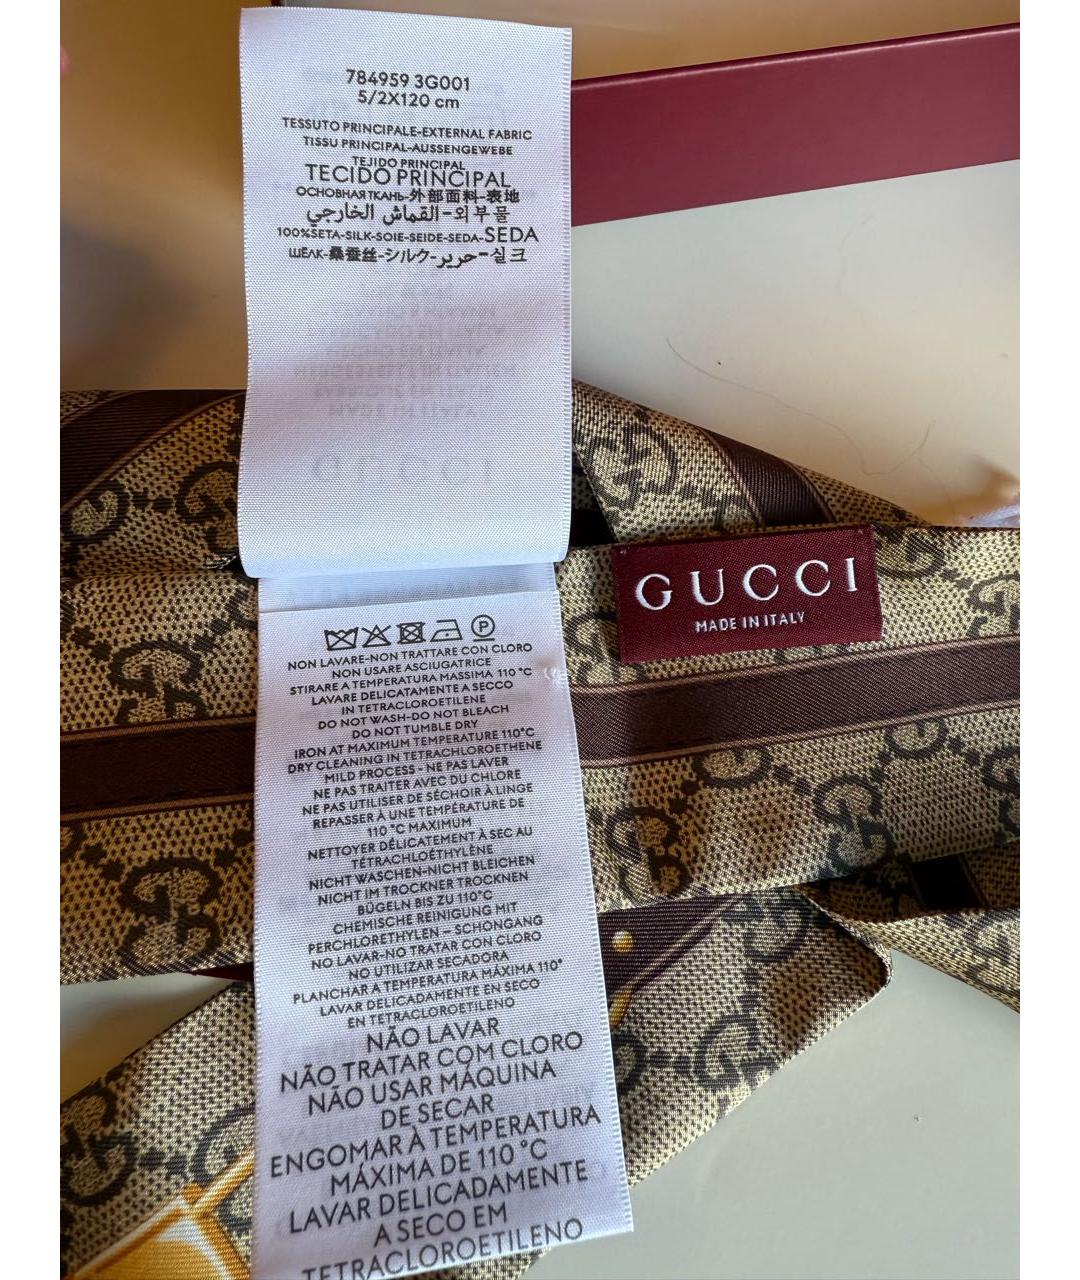 784959 3G001
5/2X120 cm
TESSUTO PRINCIPALE-EXTERNAL FABRIC
TISSU PRINCIPAL-AUSSENGEWEBE
TEJIDO PRINCIPAL
TECIDO PRINCIPAL
ОСНОВНАЯ ТКАНЬ-外部面料-表地
القماش الخارجي-외부물
100%SETA-SILK-SOIE-SEIDE-SEDA-SEDA
ШЁЛК-桑蚕丝-シルク-حرير-실크
GUCCI
MADE IN ITALY
P
NON LAVARE-NON TRATTARE CON CLORO
NON USARE ASCIUGATRICE
STIRARE A TEMPERATURA MASSIMA 110 °C
LAVARE DELICATAMENTE A SECCO
IN TETRACLOROETILENE
DO NOT WASH-DO NOT BLEACH
DO NOT TUMBLE DRY
IRON AT MAXIMUM TEMPERATURE 110°C
DRY CLEANING IN TETRACHLOROETHENE
MILD PROCESS - NE PAS LAVER
NE PAS TRAITER AVEC DU CHLORE
NE PAS UTILISER DE SÉCHOIR À LINGE
REPASSER À UNE TEMPÉRATURE DE
110 °C MAXIMUM
NETTOYER DÉLICATEMENT À SEC AU
TÉTRACHLOÉTHYLÈNE
NICHT WASCHEN-NICHT BLEICHEN
NICHT IM TROCKNER TROCKNEN
BÜGELN BIS ZU 110°C
CHEMISCHE REINIGUNG MIT
PERCHLORETHYLEN – SCHONGANG
NO LAVAR-NO TRATAR CON CLORO
NO UTILIZAR SECADORA
PLANCHAR A TEMPERATURA MÁXIMA 110°
LAVAR DELICADAMENTE EN SECO
EN TETRACLOROETILENO
NÃO LAVAR
NÃO TRATAR COM CLORO
NÃO USAR MÁQUINA
DE SECAR
ENGOMAR À TEMPERATURA
MÁXIMA DE 110 °C
LAVAR DELICADAMENTE
A SECO EM
TETRACLOROETILENO